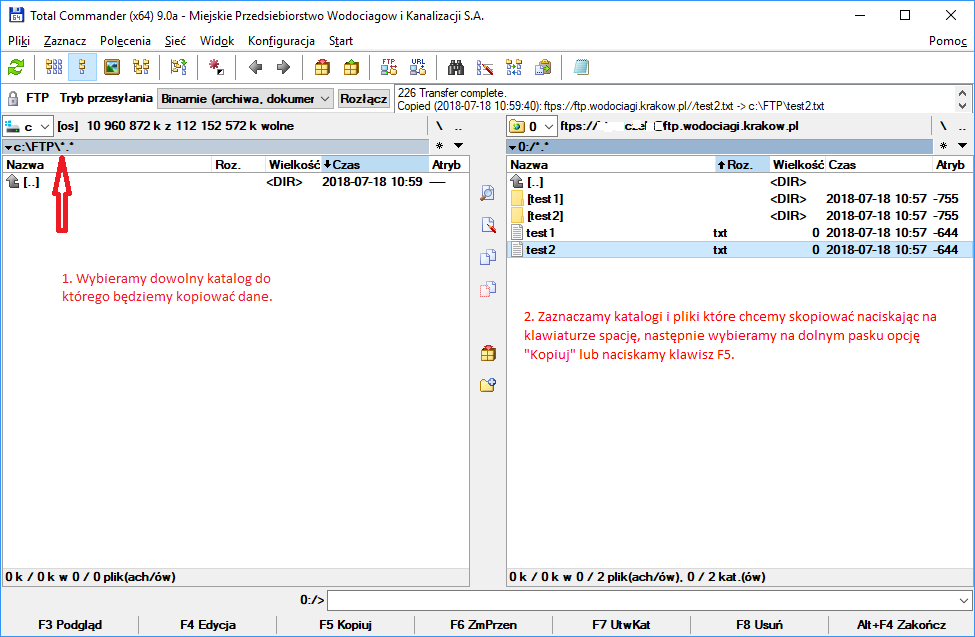 Total Commander (x64) 9.0a - Miejskie Przedsiebiorstwo Wodociagow i Kanalizacji S.A.
Pliki Zaznacz Polecenia Sieć Widok Konfiguracja Start Pomoc
FTP URL
FTP Tryb przesyłania Binarnie (archiwa, dokumer Rozłącz
226 Transfer complete.
Copied (2018-07-18 10:59:40): ftps://ftp.wodociagi.krakow.pl//test2.txt -> c:\FTP\test2.txt
c [os] 10 960 872 k z 112 152 572 k wolne \ ..
0 ftps:// ftp.wodociagi.krakow.pl \ ..
c:\FTP\*.* *
0:/*.* *
Nazwa Roz. Wielkość Czas Atryb
[..] <DIR> 2018-07-18 10:59 ----
Nazwa Roz. Wielkość Czas Atryb
[..] <DIR>
[test1] <DIR> 2018-07-18 10:57 -755
[test2] <DIR> 2018-07-18 10:57 -755
test1 txt 0 2018-07-18 10:57 -644
test2 txt 0 2018-07-18 10:57 -644
1. Wybieramy dowolny katalog do
którego będziemy kopiować dane.
2. Zaznaczamy katalogi i pliki które chcemy skopiować naciskając na
klawiaturze spację, następnie wybieramy na dolnym pasku opcję
"Kopiuj" lub naciskamy klawisz F5.
0 k / 0 k w 0 / 0 plik(ach/ów)
0 k / 0 k w 0 / 2 plik(ach/ów), 0 / 2 kat.(ów)
0:/>
F3 Podgląd F4 Edycja F5 Kopiuj F6 ZmPrzen F7 UtwKat F8 Usuń Alt+F4 Zakończ